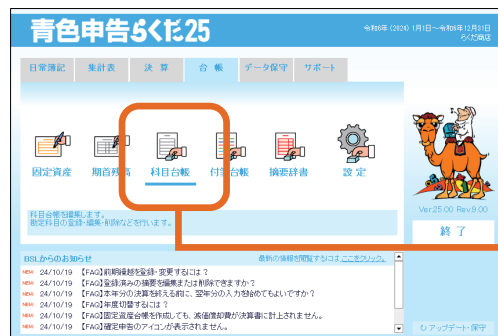 青色申告らくだ25
令和6年 (2024) 1月1日～令和6年12月31日
らくだ商店
日常簿記 集計表 決 算 台 帳 データ保守 サポート
固定資産 期首残高 科目台帳 付箋台帳 摘要辞書 設 定
科目台帳を編集します。
勘定科目の登録・編集・削除などを行います。
Ver.25.00 Rev.9.00
終 了
BSLからのお知らせ 最新の情報を閲覧するにはここをクリック。
NEW 24/10/19 【FAQ】前期繰越を登録・変更するには？
NEW 24/10/19 【FAQ】登録済みの摘要を編集または削除できますか？
NEW 24/10/19 【FAQ】本年分の決算を終える前に、翌年分の入力を始めてもよいですか？
NEW 24/10/19 【FAQ】年度切替するには？
NEW 24/10/19 【FAQ】固定資産台帳を作成しても、減価償却費が決算書に計上されません。
NEW 24/10/19 【FAQ】確定申告のアイコンが表示されません。
アップデート・保守